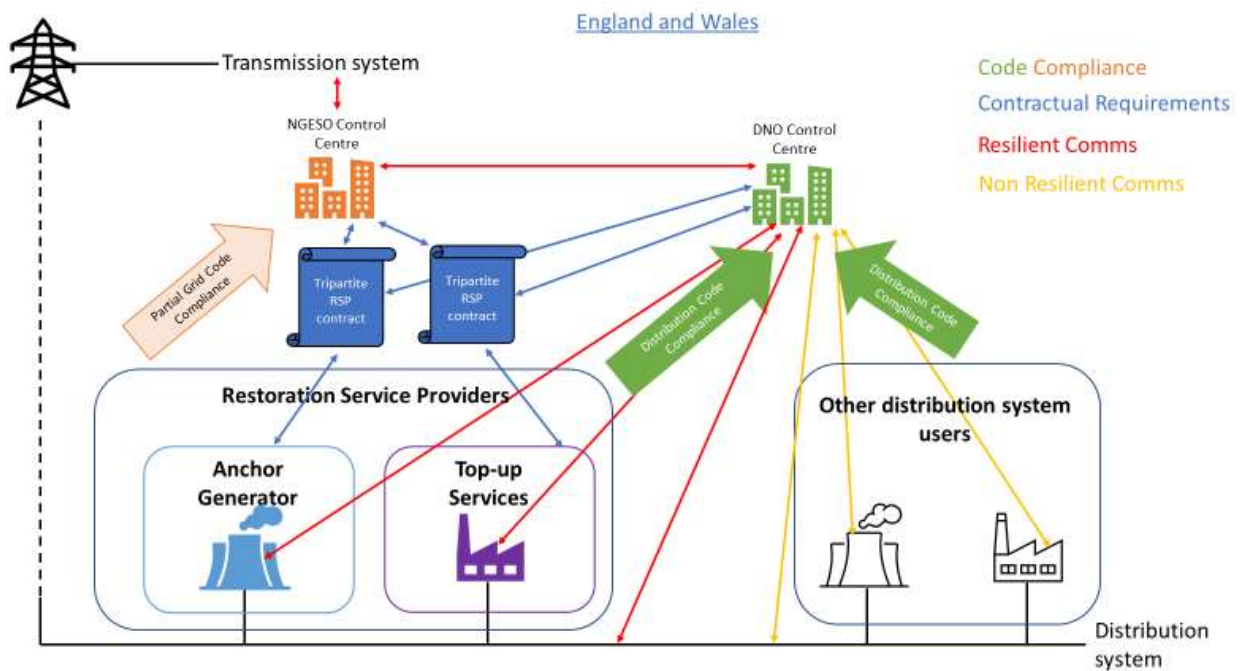 England and Wales
Transmission system
Code Compliance
Contractual Requirements
Resilient Comms
Non Resilient Comms
NGESO Control
Centre
DNO Control
Centre
Partial Grid Code
Compliance
Tripartite
RSP
contract
Tripartite
RSP
contract
Distribution Code
Compliance
Distribution Code
Compliance
Restoration Service Providers
Anchor
Generator
Top-up
Services
Other distribution system
users
Distribution
system